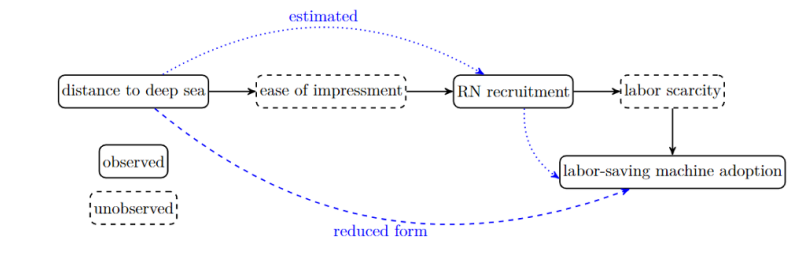 estimated
distance to deep sea
ease of impressment
RN recruitment
labor scarcity
observed
labor-saving machine adoption
unobserved
reduced form